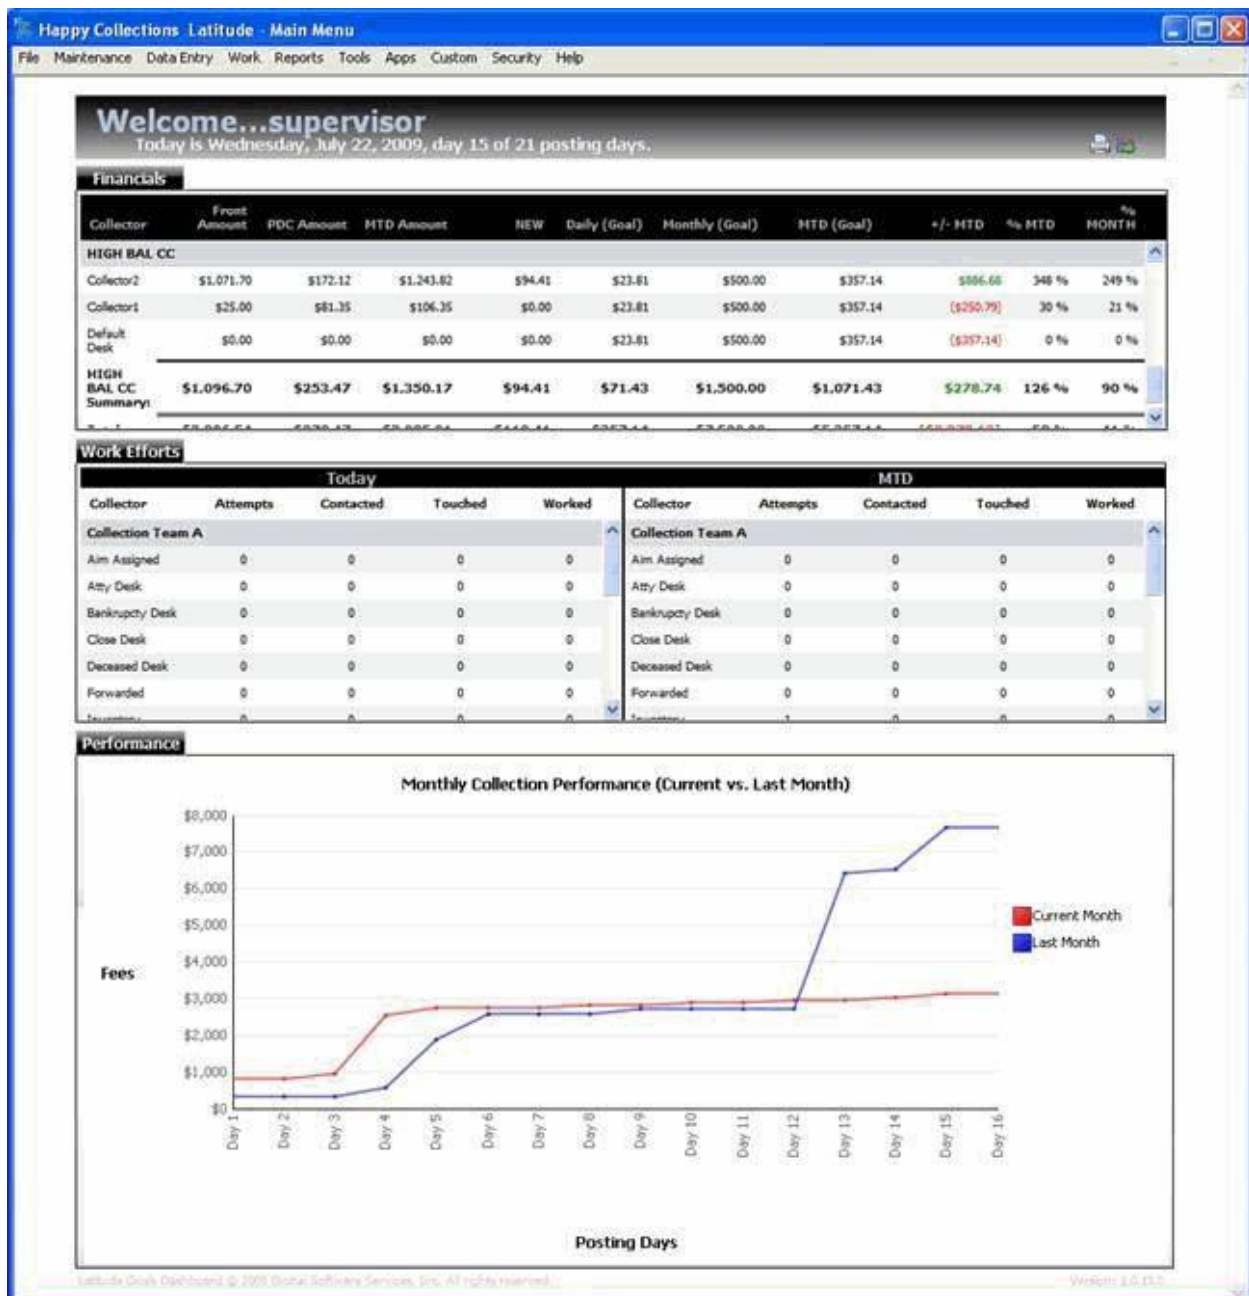 Happy Collections Latitude - Main Menu
File Maintenance Data Entry Work Reports Tools Apps Custom Security Help
Welcome...supervisor
Today is Wednesday, July 22, 2009, day 15 of 21 posting days.
Financials
Collector Front Amount PDC Amount MTD Amount NEW Daily (Goal) Monthly (Goal) MTD (Goal) +/- MTD % MTD % MONTH
HIGH BAL CC
Collector2 $1,071.70 $172.12 $1,243.82 $94.41 $23.81 $500.00 $357.14 $886.68 348 % 249 %
Collector1 $25.00 $81.35 $106.35 $0.00 $23.81 $500.00 $357.14 ($250.79) 30 % 21 %
Default Desk $0.00 $0.00 $0.00 $0.00 $23.81 $500.00 $357.14 ($357.14) 0 % 0 %
HIGH BAL CC Summary: $1,096.70 $253.47 $1,350.17 $94.41 $71.43 $1,500.00 $1,071.43 $278.74 126 % 90 %
Work Efforts
Today MTD
Collector Attempts Contacted Touched Worked Collector Attempts Contacted Touched Worked
Collection Team A Collection Team A
Aim Assigned 0 0 0 0 Aim Assigned 0 0 0 0
Atty Desk 0 0 0 0 Atty Desk 0 0 0 0
Bankrupcty Desk 0 0 0 0 Bankrupcty Desk 0 0 0 0
Close Desk 0 0 0 0 Close Desk 0 0 0 0
Deceased Desk 0 0 0 0 Deceased Desk 0 0 0 0
Forwarded 0 0 0 0 Forwarded 0 0 0 0
Performance
Monthly Collection Performance (Current vs. Last Month)
$8,000
$7,000
$6,000
$5,000
$4,000
$3,000
$2,000
$1,000
$0
Fees
Current Month
Last Month
Day 1 Day 2 Day 3 Day 4 Day 5 Day 6 Day 7 Day 8 Day 9 Day 10 Day 11 Day 12 Day 13 Day 14 Day 15 Day 16
Posting Days
Latitude Goals Dashboard © Global Software Services, Inc. All rights reserved.